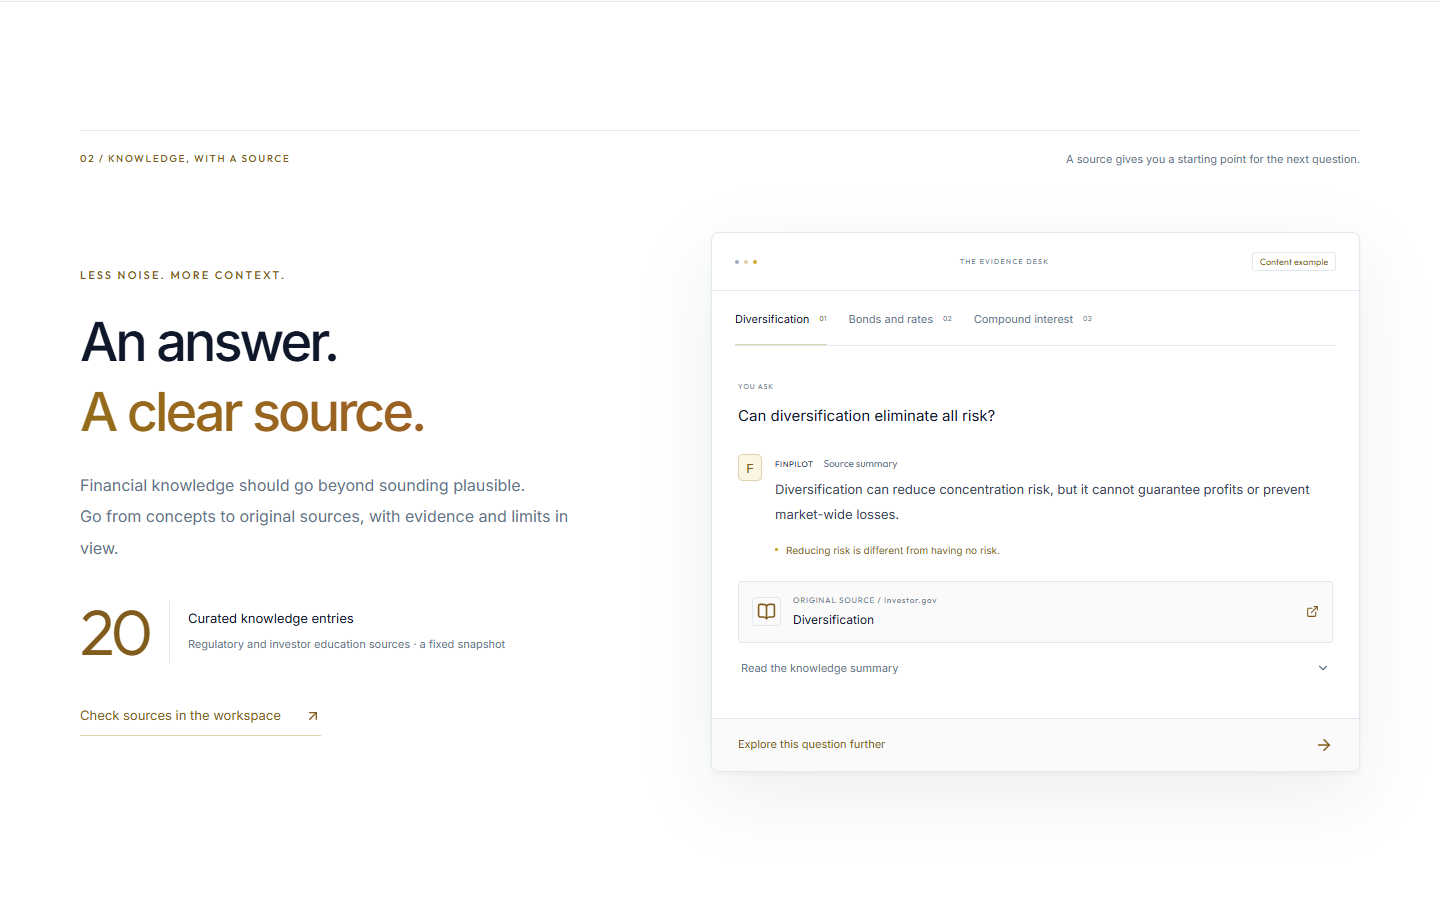 02 / KNOWLEDGE, WITH A SOURCE
A source gives you a starting point for the next question.
LESS NOISE. MORE CONTEXT.
An answer.
A clear source.
Financial knowledge should go beyond sounding plausible.
Go from concepts to original sources, with evidence and limits in
view.
20
Curated knowledge entries
Regulatory and investor education sources · a fixed snapshot
Check sources in the workspace
THE EVIDENCE DESK
Content example
Diversification 01
Bonds and rates 02
Compound interest 03
YOU ASK
Can diversification eliminate all risk?
F
FINPILOT Source summary
Diversification can reduce concentration risk, but it cannot guarantee profits or prevent
market-wide losses.
Reducing risk is different from having no risk.
ORIGINAL SOURCE / Investor.gov
Diversification
Read the knowledge summary
Explore this question further